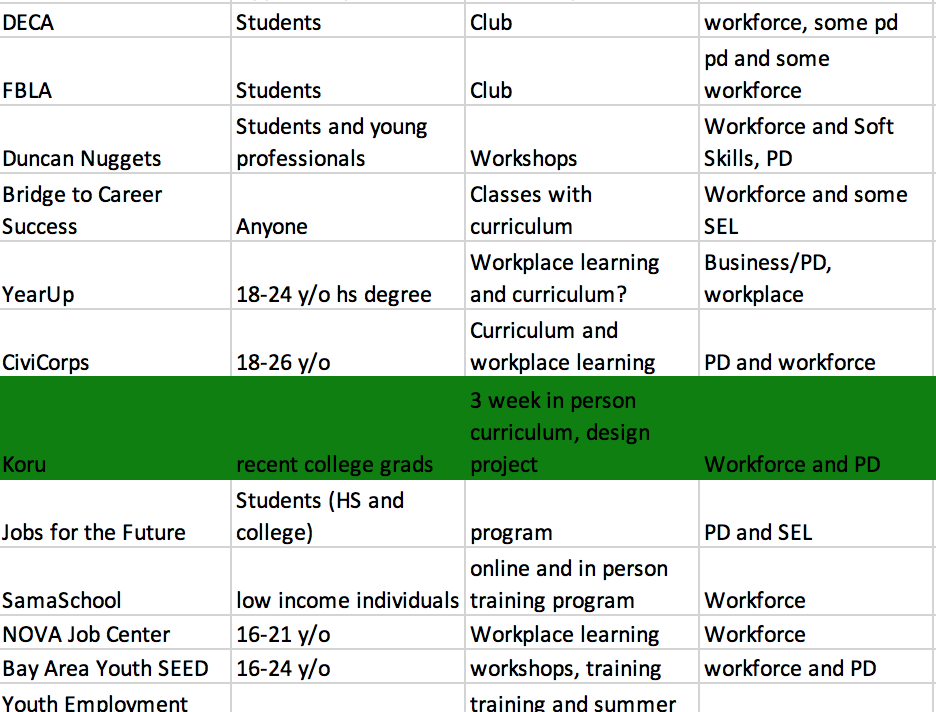 DECA Students Club workforce, some pd
pd and some
FBLA Students Club workforce
Students and young Workforce and Soft
Duncan Nuggets professionals Workshops Skills, PD
Bridge to Career Classes with Workforce and some
Success Anyone curriculum SEL
Workplace learning Business/PD,
YearUp 18-24 y/o hs degree and curriculum? workplace
Curriculum and
CiviCorps 18-26 y/o workplace learning PD and workforce
3 week in person
curriculum, design
Koru recent college grads project Workforce and PD
Students (HS and
Jobs for the Future college) program PD and SEL
online and in person
SamaSchool low income individuals training program Workforce
NOVA Job Center 16-21 y/o Workplace learning Workforce
Bay Area Youth SEED 16-24 y/o workshops, training workforce and PD
Youth Employment training and summer